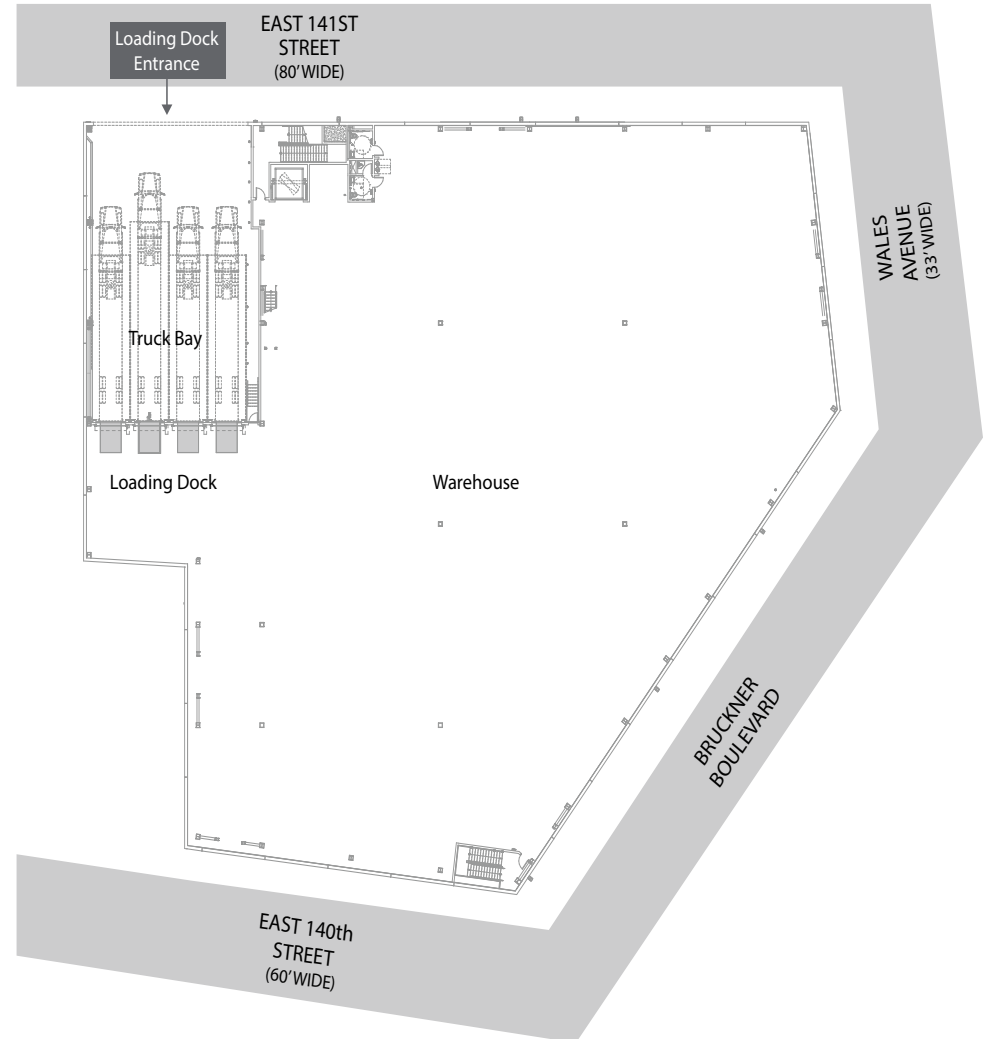 Loading Dock
Entrance
EAST 141ST
STREET
(80’ WIDE)
WALES
AVENUE
(33’ WIDE)
Truck Bay
Loading Dock
Warehouse
BRUCKNER
BOULEVARD
EAST 140th
STREET
(60’ WIDE)